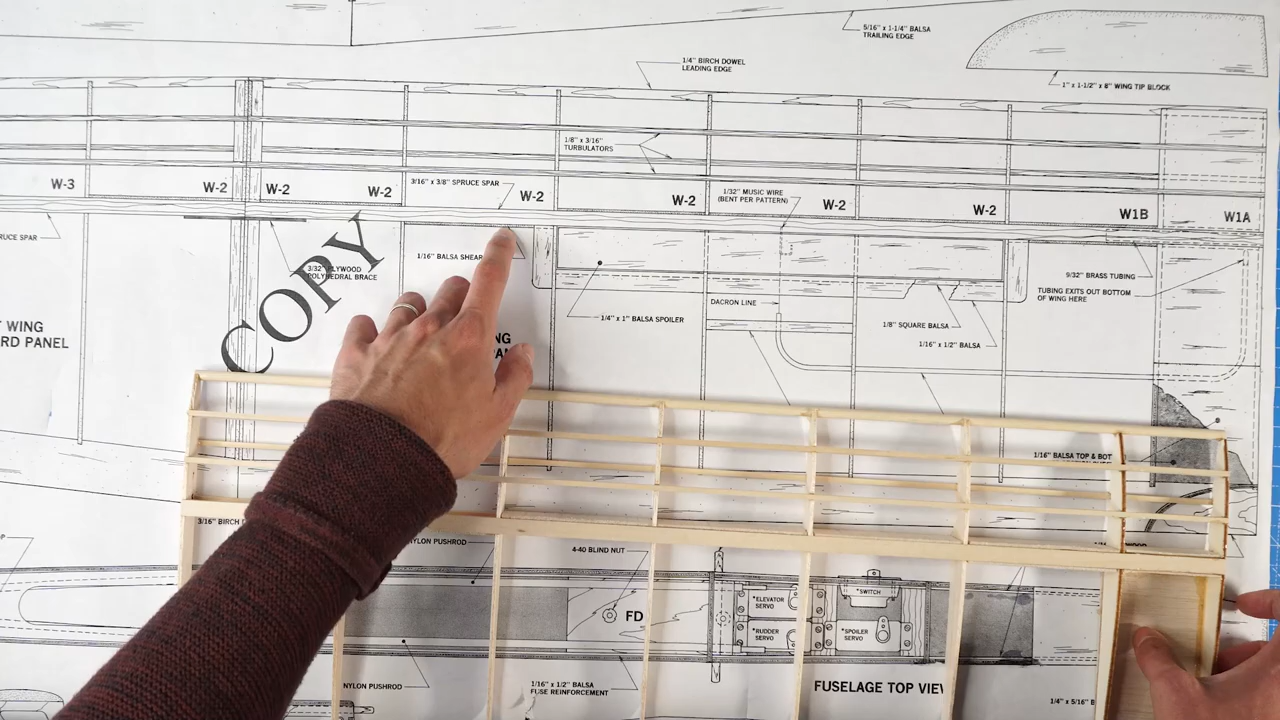 5/16" x 1-1/4" BALSA
TRAILING EDGE
1/4" BIRCH DOWEL
LEADING EDGE
1" x 1-1/2" x 8" WING TIP BLOCK
1/8" x 3/16"
TURBULATORS
W-3
W-2
W-2
W-2
3/16" x 3/8" SPRUCE SPAR
W-2
W-2
1/32" MUSIC WIRE
(BENT PER PATTERN)
W-2
W-2
W1B
W1A
RUCE SPAR
3/32" PLYWOOD
POLYHEDRAL BRACE
COPY
1/16" BALSA SHEAR
9/32" BRASS TUBING
TUBING EXITS OUT BOTTOM
OF WING HERE
DACRON LINE
1/4" x 1" BALSA SPOILER
1/8" SQUARE BALSA
1/16" x 1/2" BALSA
T WING
RD PANEL
NG
1/16" BALSA TOP & BOT
3/16" BIRCH D
NYLON PUSHROD
4-40 BLIND NUT
FD
*ELEVATOR
SERVO
*RUDDER
SERVO
*SWITCH
*SPOILER
SERVO
NYLON PUSHROD
1/16" x 1/2" BALSA
FUSE REINFORCEMENT
FUSELAGE TOP VIEW
1/4" x 5/16" B